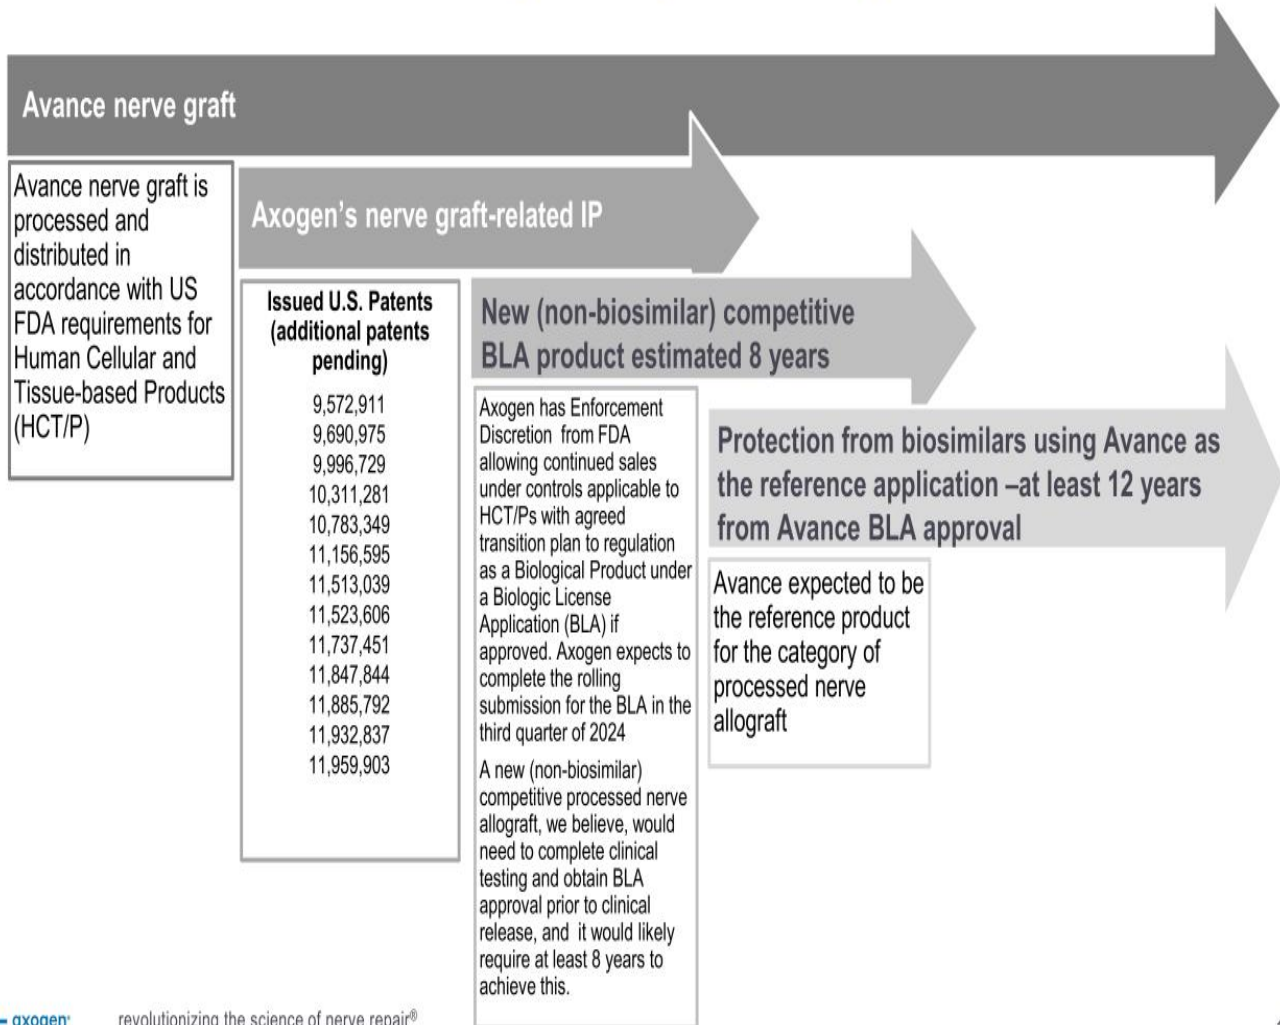 Avance nerve graft
Avance nerve graft is
processed and
distributed in
accordance with US
FDA requirements for
Human Cellular and
Tissue-based Products
(HCT/P)
Axogen's nerve graft-related IP
Issued U.S. Patents
(additional patents
pending)
9,572,911
9,690,975
9,996,729
10,311,281
10,783,349
11,156,595
11,513,039
11,523,606
11,737,451
11,847,844
11,885,792
11,932,837
11,959,903
New (non-biosimilar) competitive
BLA product estimated 8 years
Axogen has Enforcement
Discretion from FDA
allowing continued sales
under controls applicable to
HCT/Ps with agreed
transition plan to regulation
as a Biological Product under
a Biologic License
Application (BLA) if
approved. Axogen expects to
complete the rolling
submission for the BLA in the
third quarter of 2024
A new (non-biosimilar)
competitive processed nerve
allograft, we believe, would
need to complete clinical
testing and obtain BLA
approval prior to clinical
release, and it would likely
require at least 8 years to
achieve this.
Protection from biosimilars using Avance as
the reference application –at least 12 years
from Avance BLA approval
Avance expected to be
the reference product
for the category of
processed nerve
allograft
axogen
revolutionizing the science of nerve repair®